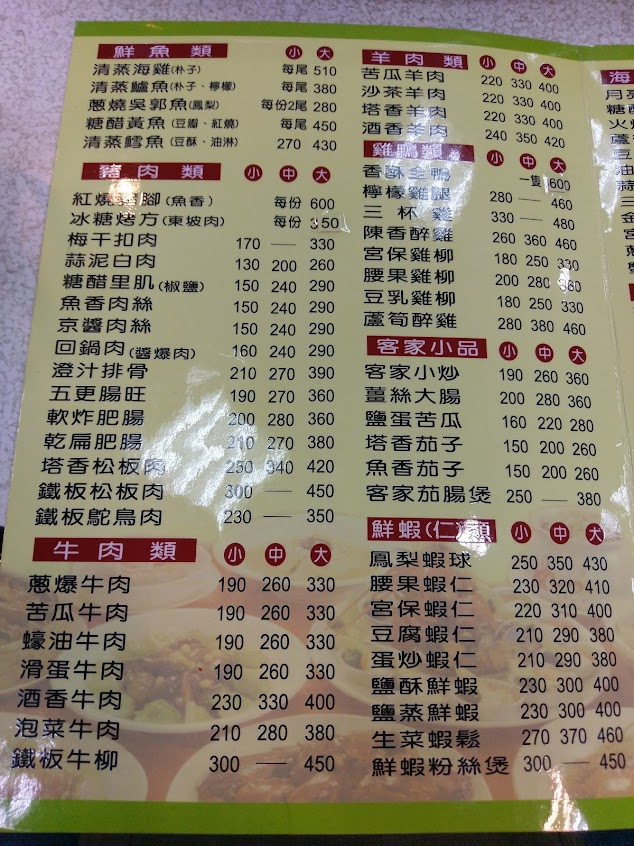 鮮魚類 小 大
清蒸海雞(朴子) 每尾 510
清蒸鱸魚(朴子、檸檬) 每尾 380
蔥燒吳郭魚(鳳梨) 每份2尾 280
糖醋黃魚(豆瓣、紅燒) 每尾 450
清蒸鱈魚(豆酥、油淋) 270 430
豬肉類 小 中 大
紅燒 腳(魚香) 每份 600
冰糖烤方(東坡肉) 每份 350
梅干扣肉 170 — 330
蒜泥白肉 130 200 260
糖醋里肌(椒鹽) 150 240 290
魚香肉絲 150 240 290
京醬肉絲 150 240 290
回鍋肉(醬爆肉) 160 240 290
澄汁排骨 210 270 390
五更腸旺 190 270 360
軟炸肥腸 200 280 360
乾扁肥腸 210 270 380
塔香松板肉 250 340 420
鐵板松板肉 300 — 450
鐵板鴕鳥肉 230 — 350
牛肉類 小 中 大
蔥爆牛肉 190 260 330
苦瓜牛肉 190 260 330
蠔油牛肉 190 260 330
滑蛋牛肉 190 260 330
酒香牛肉 230 330 400
泡菜牛肉 210 280 380
鐵板牛柳 300 — 450
羊肉類 小 中 大
苦瓜羊肉 220 330 400
沙茶羊肉 220 330 400
塔香羊肉 220 330 400
酒香羊肉 240 350 420
雞鴨類 小 中 大
香酥全鴨 一隻 600
檸檬雞腿 280 — 460
三杯雞 330 — 480
陳香醉雞 260 360 460
宮保雞柳 180 250 330
腰果雞柳 200 280 360
豆乳雞柳 180 250 330
蘆筍醉雞 280 380 460
客家小品 小 中 大
客家小炒 190 260 360
薑絲大腸 200 280 360
鹽蛋苦瓜 160 220 280
塔香茄子 150 200 260
魚香茄子 150 200 260
客家茄腸煲 250 — 380
鮮蝦(仁)類 小 中 大
鳳梨蝦球 250 350 430
腰果蝦仁 230 320 410
宮保蝦仁 220 310 400
豆腐蝦仁 210 290 380
蛋炒蝦仁 210 290 380
鹽酥鮮蝦 230 300 400
鹽蒸鮮蝦 230 300 400
生菜蝦鬆 270 370 460
鮮蝦粉絲煲 300 — 450
海
月
糖醋
火
蘆
豆
油
蒜
三
金
宮